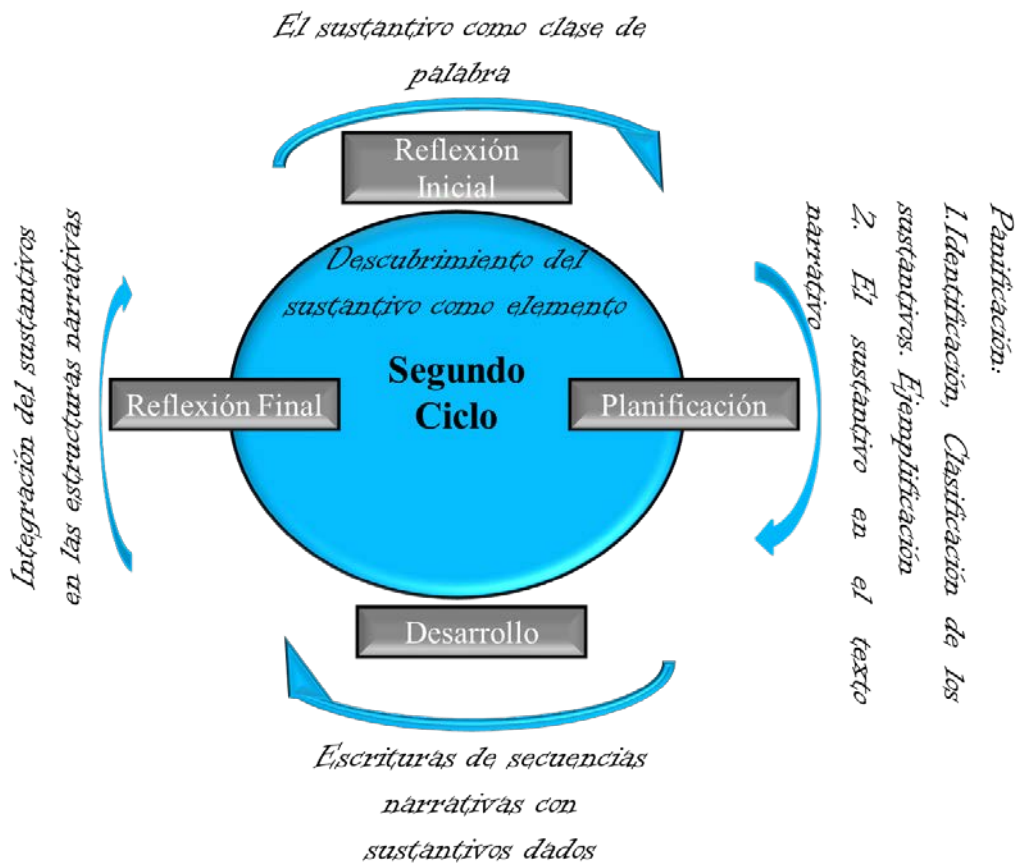 El sustantivo como clase de
palabra
Reflexión
Inicial
Descubrimiento del
sustantivo como elemento
Segundo
Ciclo
Reflexión Final
Planificación
Desarrollo
Escrituras de secuencias
narrativas con
sustantivos dados
Integración del sustantivos
en las estructuras narrativas
Panificación:
1.Identificación, Clasificación de los
sustantivos. Ejemplificación
2. El sustantivo en el texto
narrativo